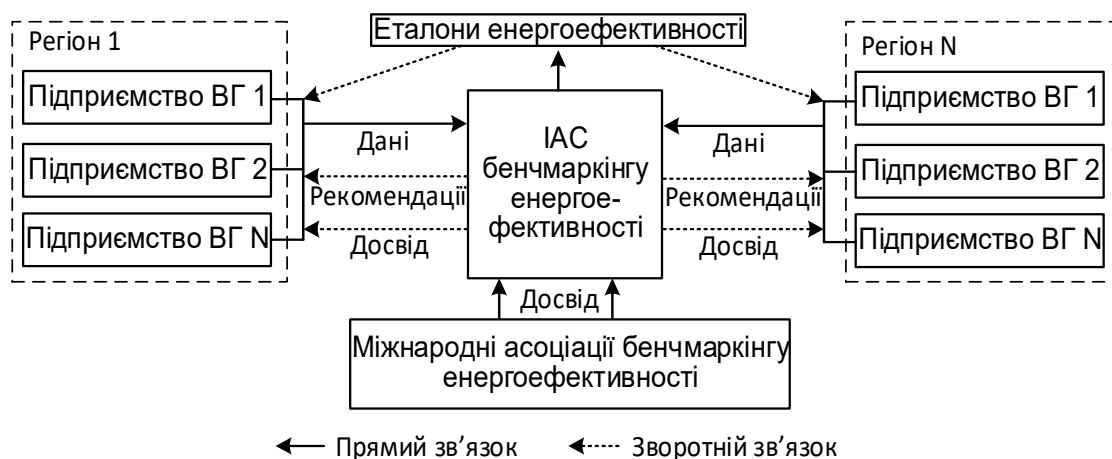 Еталони енергоефективності
Регіон 1
Підприємство ВГ 1
Підприємство ВГ 2
Підприємство ВГ N
Дані
Рекомендації
Досвід
ІАС
бенчмаркінгу
енергое-
фективності
Дані
Рекомендації
Досвід
Регіон N
Підприємство ВГ 1
Підприємство ВГ 2
Підприємство ВГ N
Досвід
Міжнародні асоціації бенчмаркінгу
енергоефективності
Прямий зв’язок
Зворотній зв’язок